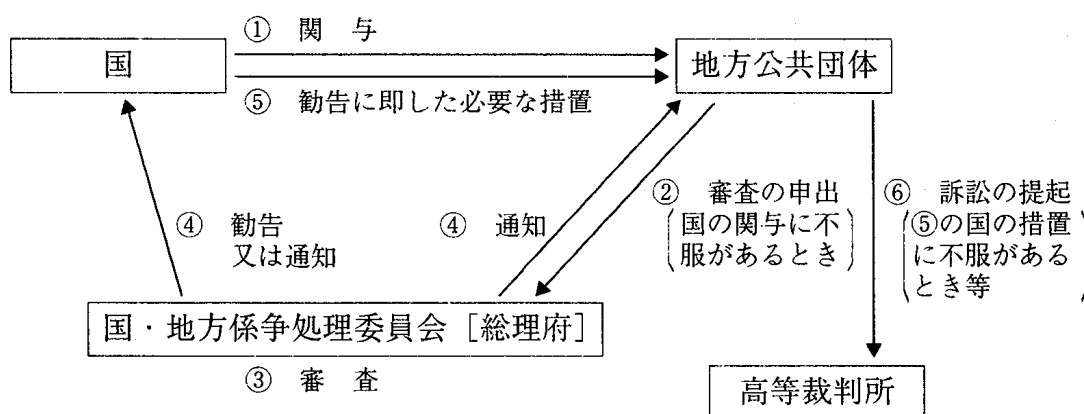 ① 関 与
国
地方公共団体
⑤ 勧告に即した必要な措置
② 審査の申出
国の関与に不
服があるとき
⑥ 訴訟の提起
⑤の国の措置
に不服がある
とき等
④ 勧告
又は通知
④ 通知
国・地方係争処理委員会［総理府］
③ 審 査
高等裁判所